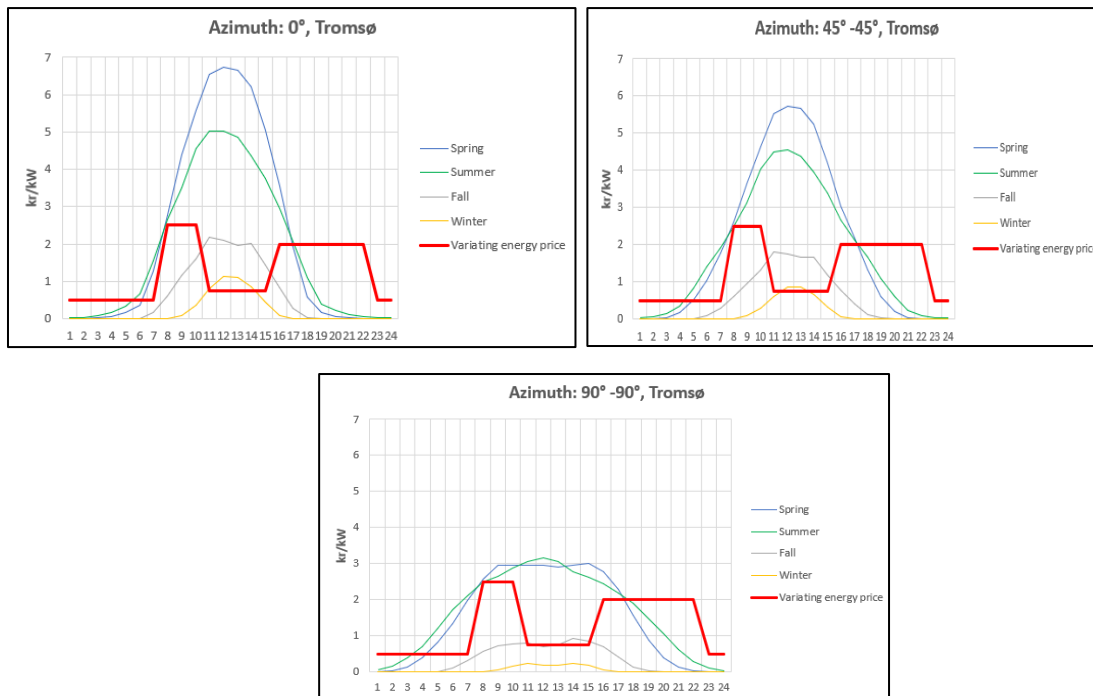 Azimuth: 0°, Tromsø
7
6
5
4
3
2
1
0
kr/kW
1 2 3 4 5 6 7 8 9 10 11 12 13 14 15 16 17 18 19 20 21 22 23 24
Spring
Summer
Fall
Winter
Variating energy price
Azimuth: 45° -45°, Tromsø
7
6
5
4
3
2
1
0
kr/kW
1 2 3 4 5 6 7 8 9 10 11 12 13 14 15 16 17 18 19 20 21 22 23 24
Spring
Summer
Fall
Winter
Variating energy price
Azimuth: 90° -90°, Tromsø
7
6
5
4
3
2
1
0
kr/kW
1 2 3 4 5 6 7 8 9 10 11 12 13 14 15 16 17 18 19 20 21 22 23 24
Spring
Summer
Fall
Winter
Variating energy price